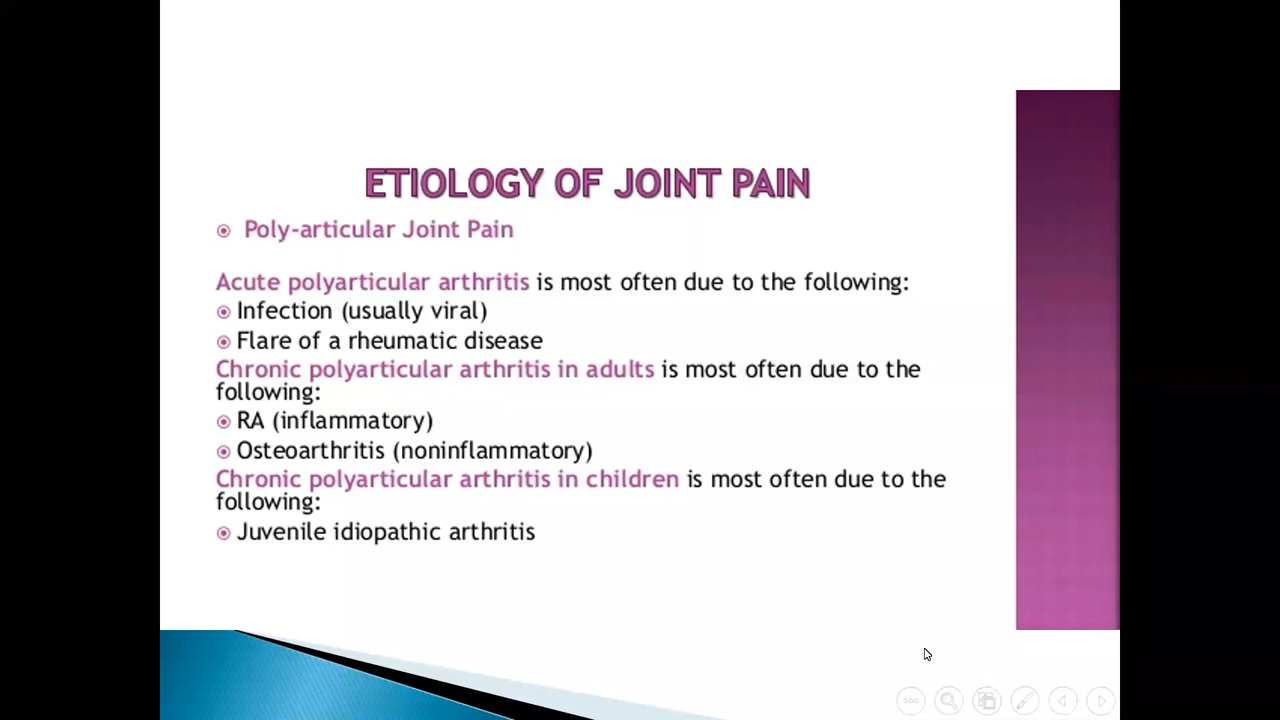 ETIOLOGY OF JOINT PAIN
Poly-articular Joint Pain
Acute polyarticular arthritis is most often due to the following:
Infection (usually viral)
Flare of a rheumatic disease
Chronic polyarticular arthritis in adults is most often due to the
following:
RA (inflammatory)
Osteoarthritis (noninflammatory)
Chronic polyarticular arthritis in children is most often due to the
following:
Juvenile idiopathic arthritis